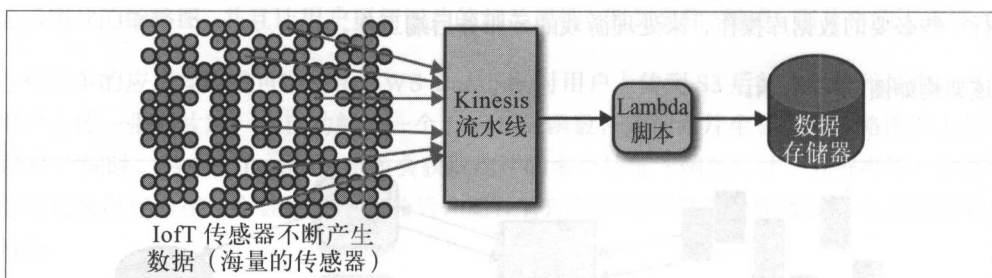 Kinesis
流水线
Lambda
脚本
数据
存储器
IofT 传感器不断产生
数据（海量的传感器）